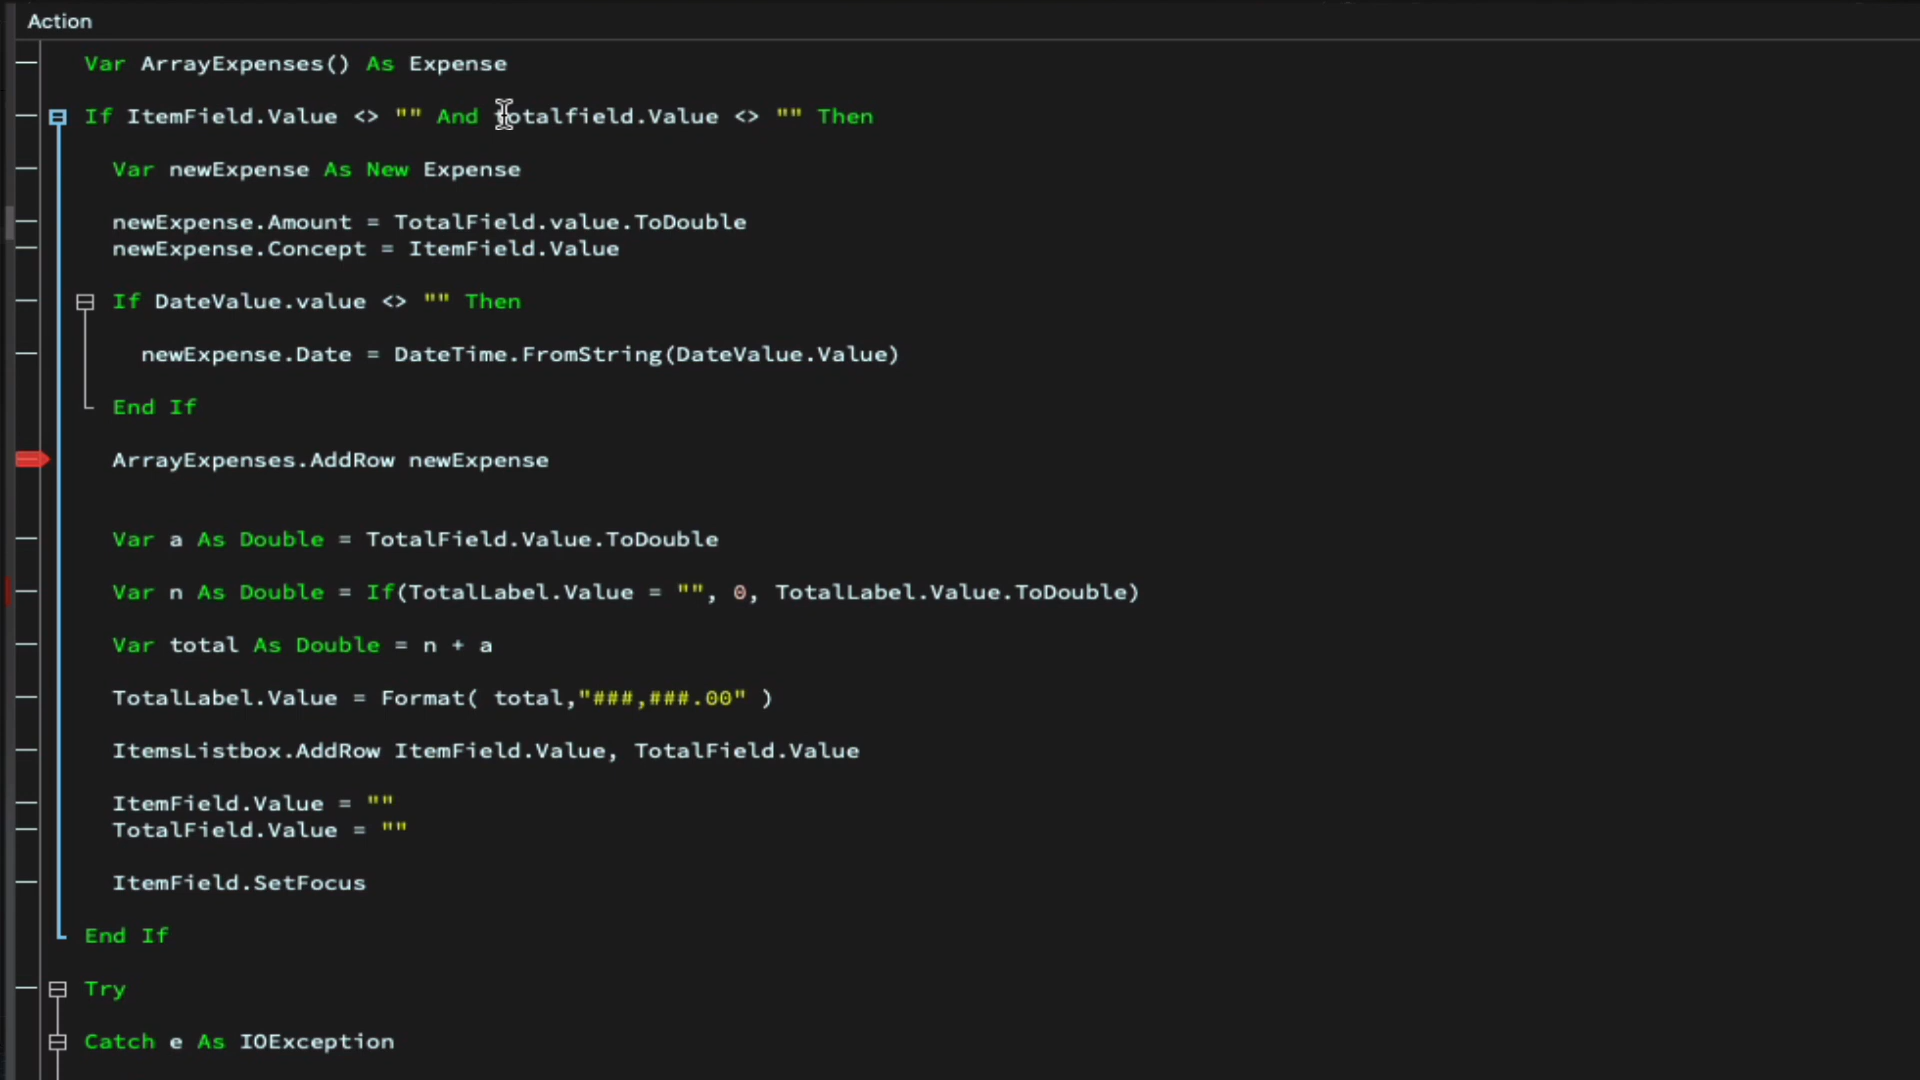 Action
Var ArrayExpenses() As Expense
If ItemField.Value <> "" And totalfield.Value <> "" Then
Var newExpense As New Expense
newExpense.Amount = TotalField.value.ToDouble
newExpense.Concept = ItemField.Value
If DateValue.value <> "" Then
newExpense.Date = DateTime.FromString(DateValue.Value)
End If
ArrayExpenses.AddRow newExpense
Var a As Double = TotalField.Value.ToDouble
Var n As Double = If(TotalLabel.Value = "", 0, TotalLabel.Value.ToDouble)
Var total As Double = n + a
TotalLabel.Value = Format( total,"###,###.00" )
ItemsListbox.AddRow ItemField.Value, TotalField.Value
ItemField.Value = ""
TotalField.Value = ""
ItemField.SetFocus
End If
Try
Catch e As IOException